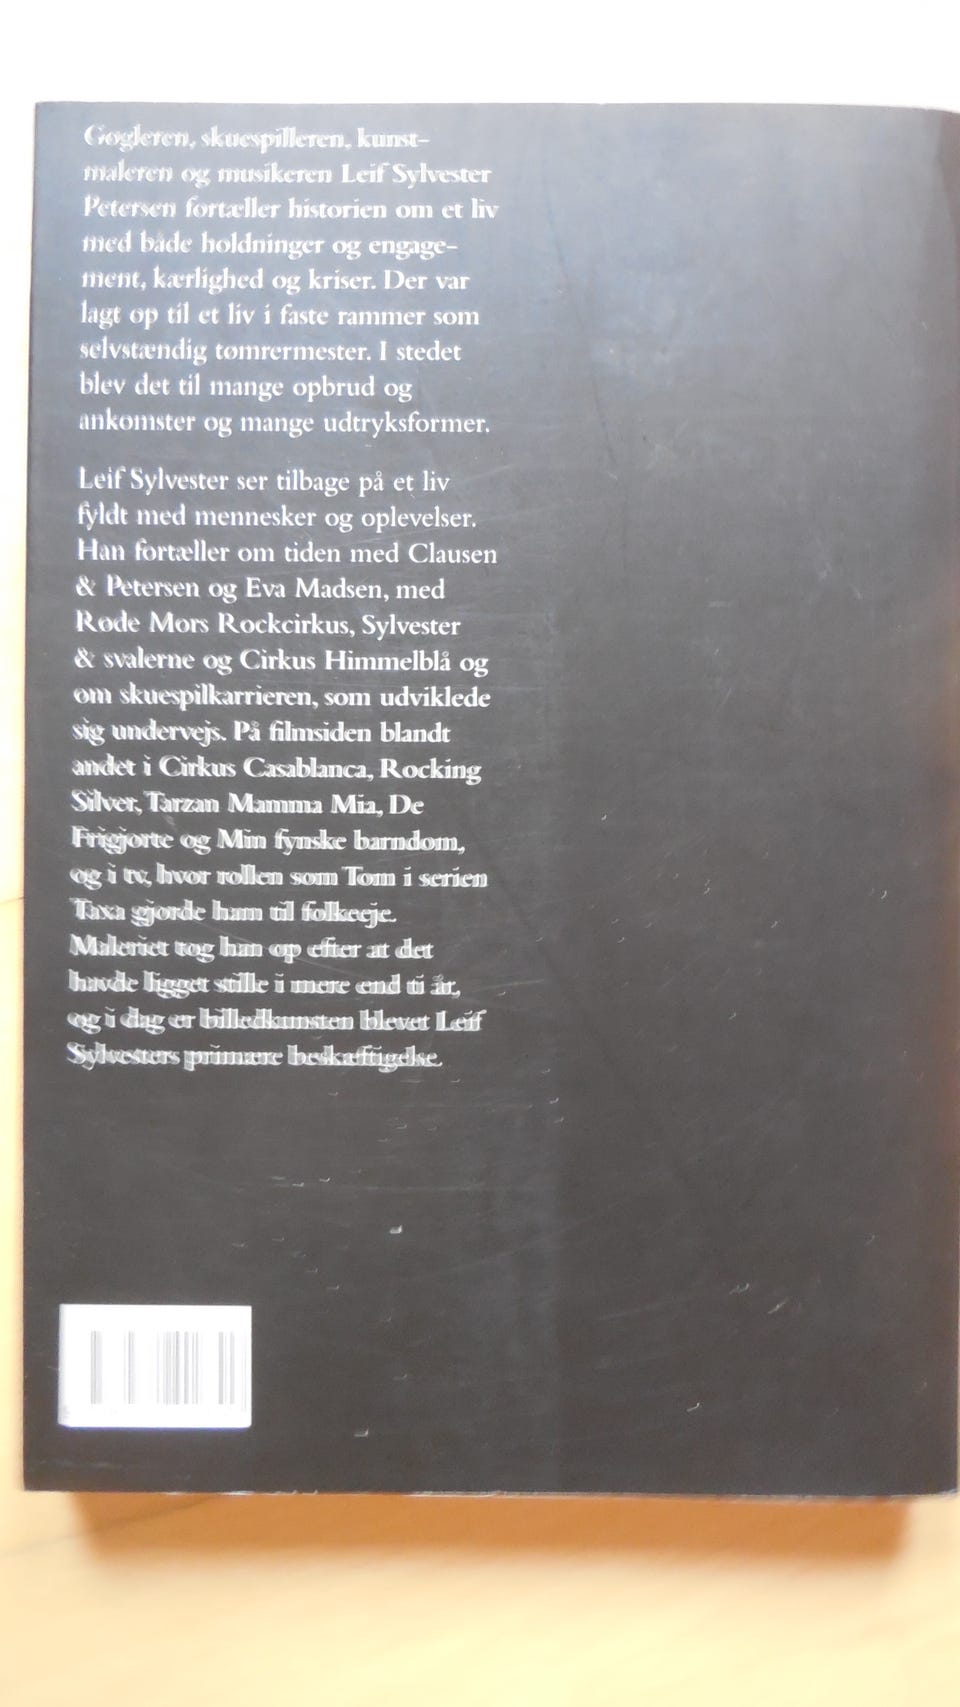 Gøgleren, skuespilleren, kunst-
maleren og musikeren Leif Sylvester
Petersen fortæller historien om et liv
med både holdninger og engage-
ment, kærlighed og kriser. Der var
lagt op til et liv i faste rammer som
selvstændig tømrermester. I stedet
blev det til mange opbrud og
ankomster og mange udtryksformer.
Leif Sylvester ser tilbage på et liv
fyldt med mennesker og oplevelser.
Han fortæller om tiden med Clausen
& Petersen og Eva Madsen, med
Røde Mors Rockcirkus, Sylvester
& svalerne og Cirkus Himmelblå og
om skuespilkarrieren, som udviklede
sig undervejs. På filmsiden blandt
andet i Cirkus Casablanca, Rocking
Silver, Tarzan Mamma Mia, De
Frigjorte og Min fynske barndom,
og i tv, hvor rollen som Tom i serien
Taxa gjorde ham til folkeeje.
Maleriet tog han op efter at det
havde ligget stille i mere end ti år,
og i dag er billedkunsten blevet Leif
Sylvesters primære beskæftigelse.